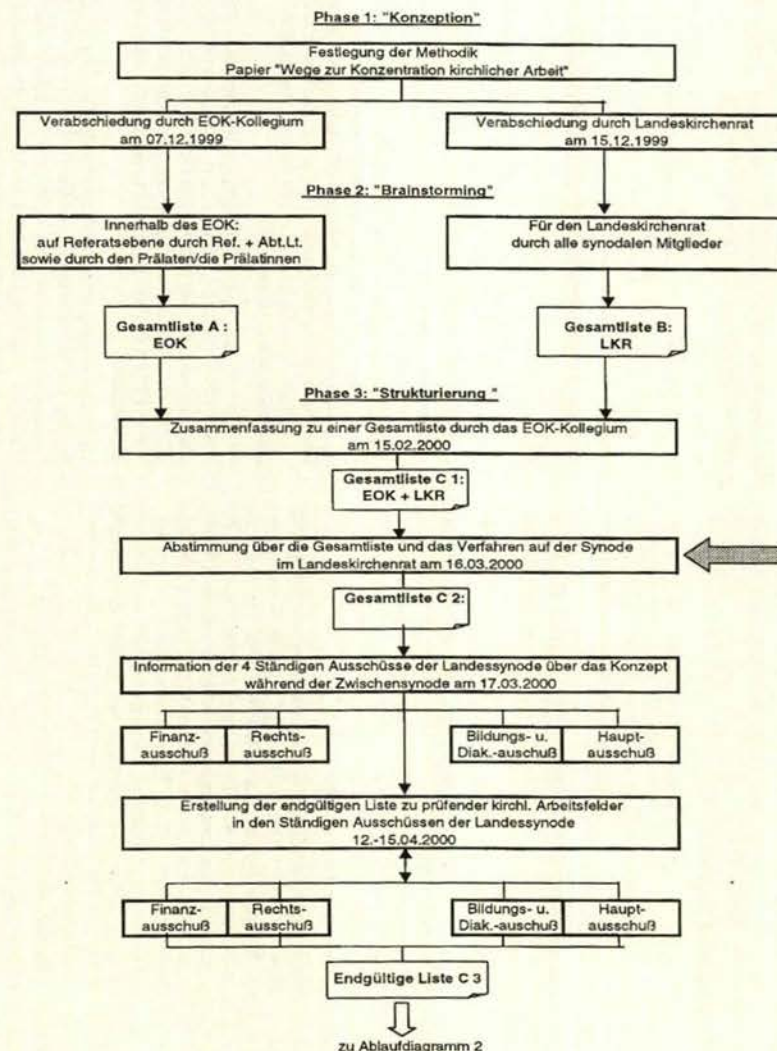 Phase 1: "Konzeption"
Festlegung der Methodik
Papier "Wege zur Konzentration kirchlicher Arbeit"
Verabschiedung durch EOK-Kollegium
am 07.12.1999
Verabschiedung durch Landeskirchenrat
am 15.12.1999
Phase 2: "Brainstorming"
Innerhalb des EOK:
auf Referatsebene durch Ref. + Abt.Lt.
sowie durch den Prälaten/die Prälatinnen
Für den Landeskirchenrat
durch alle synodalen Mitglieder
Gesamtliste A :
EOK
Gesamtliste B:
LKR
Phase 3: "Strukturierung "
Zusammenfassung zu einer Gesamtliste durch das EOK-Kollegium
am 15.02.2000
Gesamtliste C 1:
EOK + LKR
Abstimmung über die Gesamtliste und das Verfahren auf der Synode
im Landeskirchenrat am 16.03.2000
Gesamtliste C 2:
Information der 4 Ständigen Ausschüsse der Landessynode über das Konzept
während der Zwischensynode am 17.03.2000
Finanz-
ausschuß
Rechts-
ausschuß
Bildungs- u.
Diak.-auschuß
Haupt-
ausschuß
Erstellung der endgültigen Liste zu prüfender kirchl. Arbeitsfelder
in den Ständigen Ausschüssen der Landessynode
12.-15.04.2000
Finanz-
ausschuß
Rechts-
ausschuß
Bildungs- u.
Diak.-auschuß
Haupt-
ausschuß
Endgültige Liste C 3
zu Ablaufdiagramm 2